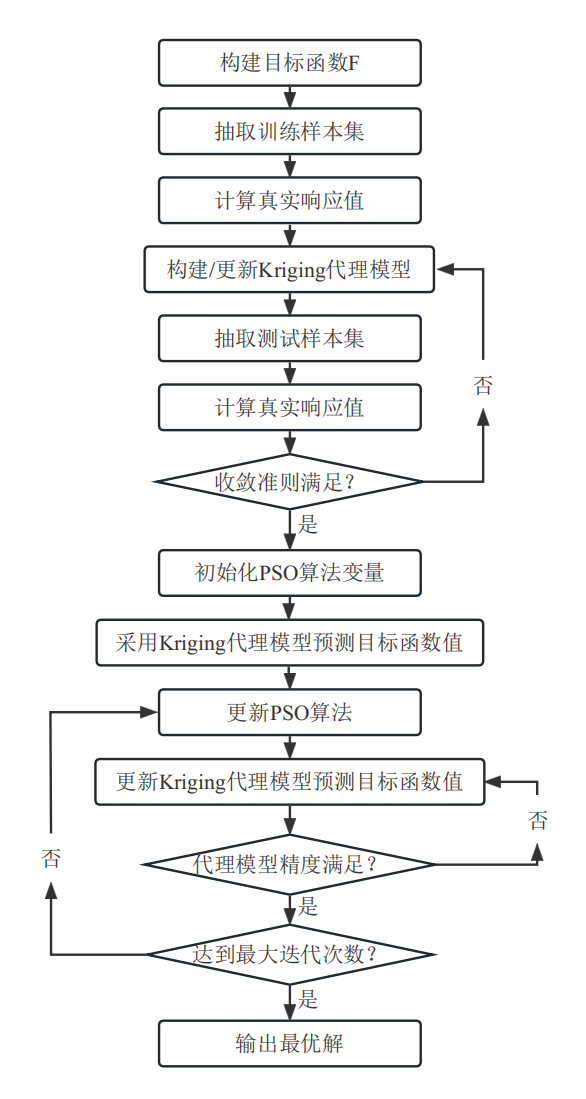 构建目标函数F
抽取训练样本集
计算真实响应值
构建/更新Kriging代理模型
抽取测试样本集
计算真实响应值
否
收敛准则满足?
是
初始化PSO算法变量
采用Kriging代理模型预测目标函数值
更新PSO算法
更新Kriging代理模型预测目标函数值
否
否
代理模型精度满足?
是
达到最大迭代次数?
是
输出最优解